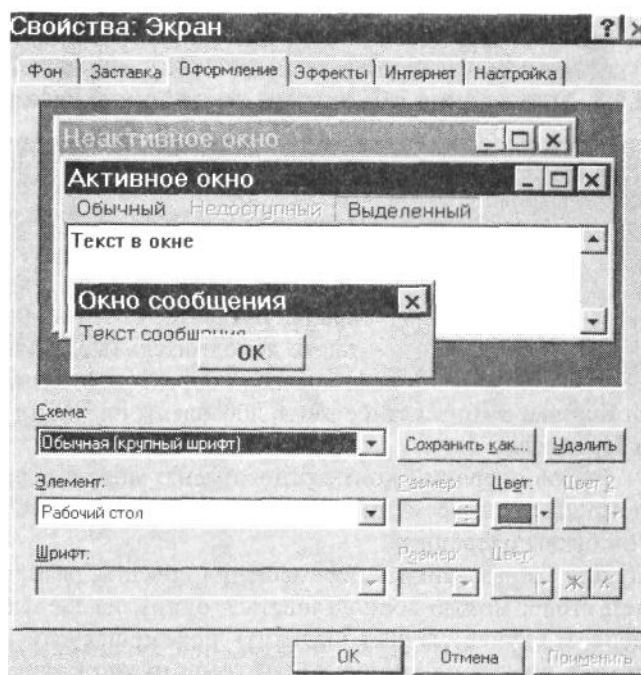 Свойства: Экран
Фон Заставка Оформление Эффекты Интернет Настройка
Неактивное окно
Активное окно
Обычный Недоступный Выделенный
Текст в окне
Окно сообщения
Текст сообщения
OK
Схема:
Обычная (крупный шрифт) Сохранить как... Удалить
Элемент: Размер: Цвет: Цвет 2:
Рабочий стол
Шрифт: Размер: Цвет:
Ж К
OK Отмена Применить